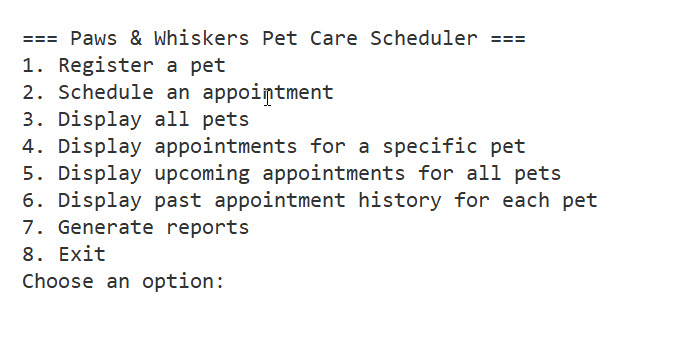 === Paws & Whiskers Pet Care Scheduler ===
1. Register a pet
2. Schedule an appointment
3. Display all pets
4. Display appointments for a specific pet
5. Display upcoming appointments for all pets
6. Display past appointment history for each pet
7. Generate reports
8. Exit
Choose an option: